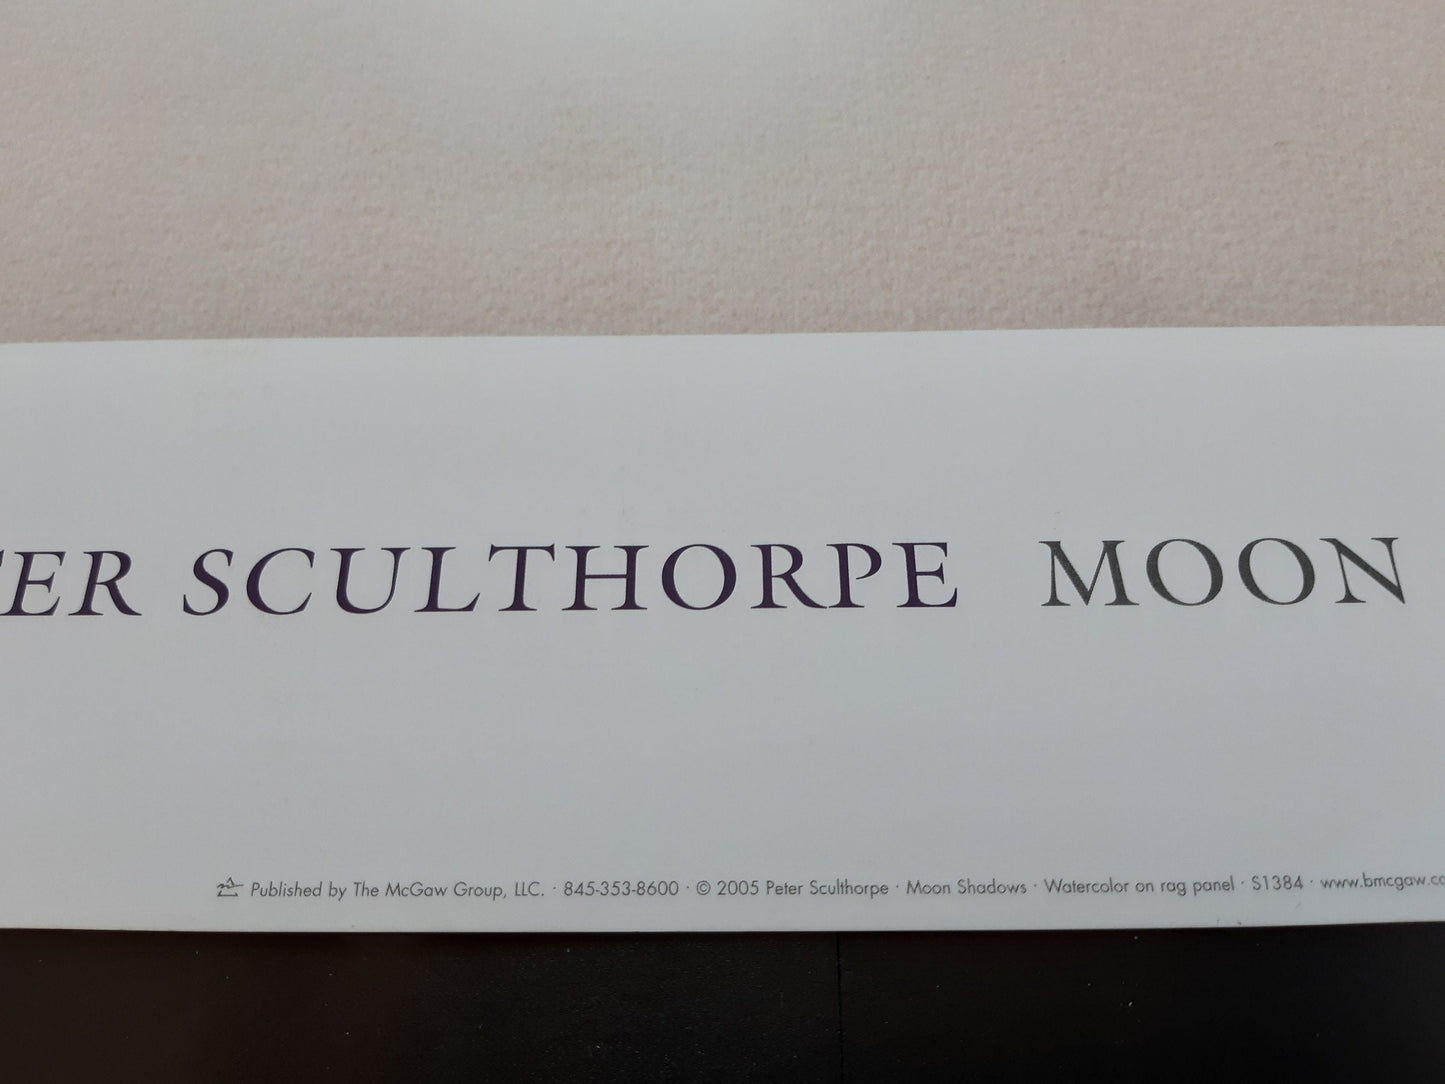 TER SCULTHORPE MOON
Published by The McGaw Group, LLC. · 845-353-8600 · © 2005 Peter Sculthorpe · Moon Shadows · Watercolor on rag panel · S1384 · www.bmcgaw.co